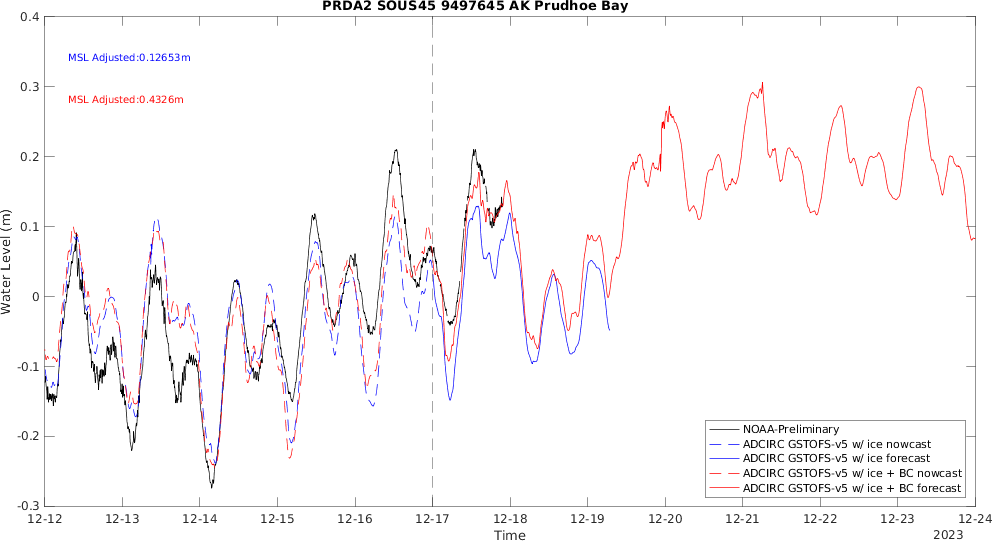 PRDA2 SOUS45 9497645 AK Prudhoe Bay
0.4
0.3
0.2
0.1
0
-0.1
-0.2
-0.3
Water Level (m)
MSL Adjusted:0.12653m
MSL Adjusted:0.4326m
NOAA-Preliminary
ADCIRC GSTOFS-v5 w/ ice nowcast
ADCIRC GSTOFS-v5 w/ ice forecast
ADCIRC GSTOFS-v5 w/ ice + BC nowcast
ADCIRC GSTOFS-v5 w/ ice + BC forecast
12-12 12-13 12-14 12-15 12-16 12-17 12-18 12-19 12-20 12-21 12-22 12-23 12-24
Time
2023